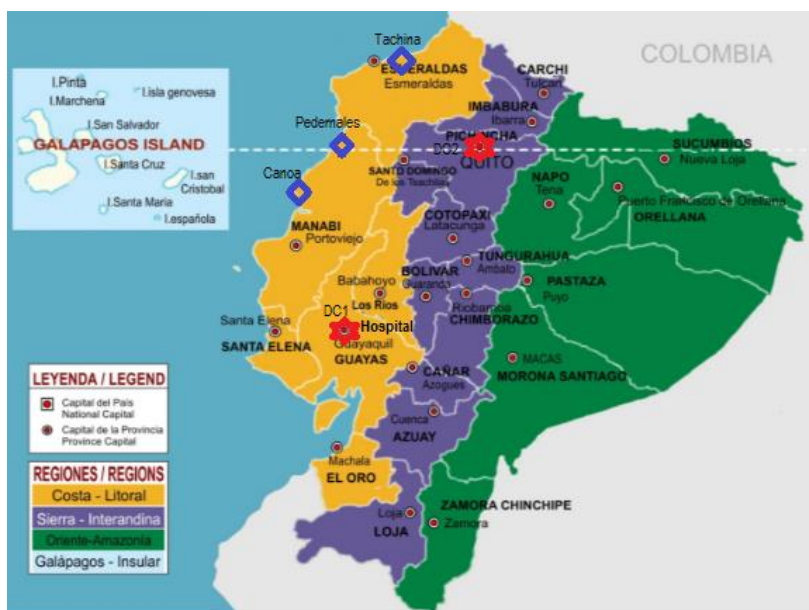 Tachina
COLOMBIA
ESMERALDAS
Esmeraldas
CARCHI
Tulcan
I.Pinta
I.Marchena
I.isla genovesa
IMBABURA
Ibarra
I.San Salvador
Pedernales
PICHINCHA
DC2
QUITO
SUCUMBIOS
Nueva Loja
GALAPAGOS ISLAND
I.Santa Cruz
I.san
Cristobal
I.Santa Maria
I.española
Canoa
SANTO DOMINGO
De los Tsachilas
NAPO
Tena
Puerto Francisco de Orellana
ORELLANA
MANABI
Portoviejo
COTOPAXI
Latacunga
TUNGURAHUA
Ambato
BOLIVAR
Guaranda
Babahoyo
Los Ríos
PASTAZA
Puyo
Riobamba
CHIMBORAZO
DC1
Hospital
Santa Elena
SANTA ELENA
Guayaquil
GUAYAS
MACAS
MORONA SANTIAGO
CAÑAR
Azogues
LEYENDA / LEGEND
Capital del País
National Capital
Capital de la Provincia
Province Capital
Cuenca
AZUAY
Machala
EL ORO
REGIONES / REGIONS
Costa - Litoral
Sierra - Interandina
Oriente-Amazonía
Galápagos - Insular
Loja
LOJA
ZAMORA CHINCHIPE
Zamora